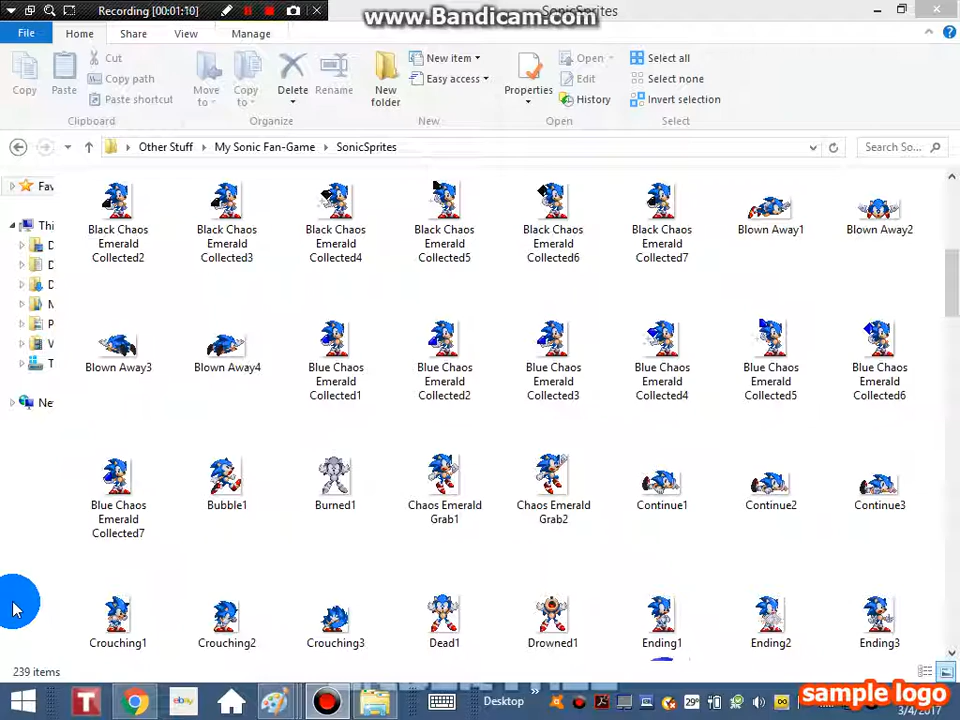 Recording [00:01:10]
www.Bandicam.com
SonicSprites
File
Home
Share
View
Manage
Copy
Paste
Cut
Copy path
Paste shortcut
Clipboard
Move to
Copy to
Delete
Rename
Organize
New folder
New item
Easy access
New
Properties
Open
Edit
History
Open
Select all
Select none
Invert selection
Select
Other Stuff
My Sonic Fan-Game
SonicSprites
Search So...
Fav
Thi
D
D
D
N
P
V
T
Ne
Black Chaos Emerald Collected2
Black Chaos Emerald Collected3
Black Chaos Emerald Collected4
Black Chaos Emerald Collected5
Black Chaos Emerald Collected6
Black Chaos Emerald Collected7
Blown Away1
Blown Away2
Blown Away3
Blown Away4
Blue Chaos Emerald Collected1
Blue Chaos Emerald Collected2
Blue Chaos Emerald Collected3
Blue Chaos Emerald Collected4
Blue Chaos Emerald Collected5
Blue Chaos Emerald Collected6
Blue Chaos Emerald Collected7
Bubble1
Burned1
Chaos Emerald Grab1
Chaos Emerald Grab2
Continue1
Continue2
Continue3
Crouching1
Crouching2
Crouching3
Dead1
Drowned1
Ending1
Ending2
Ending3
239 items
T
ebay
Desktop
29°
sample logo
3/4/2017